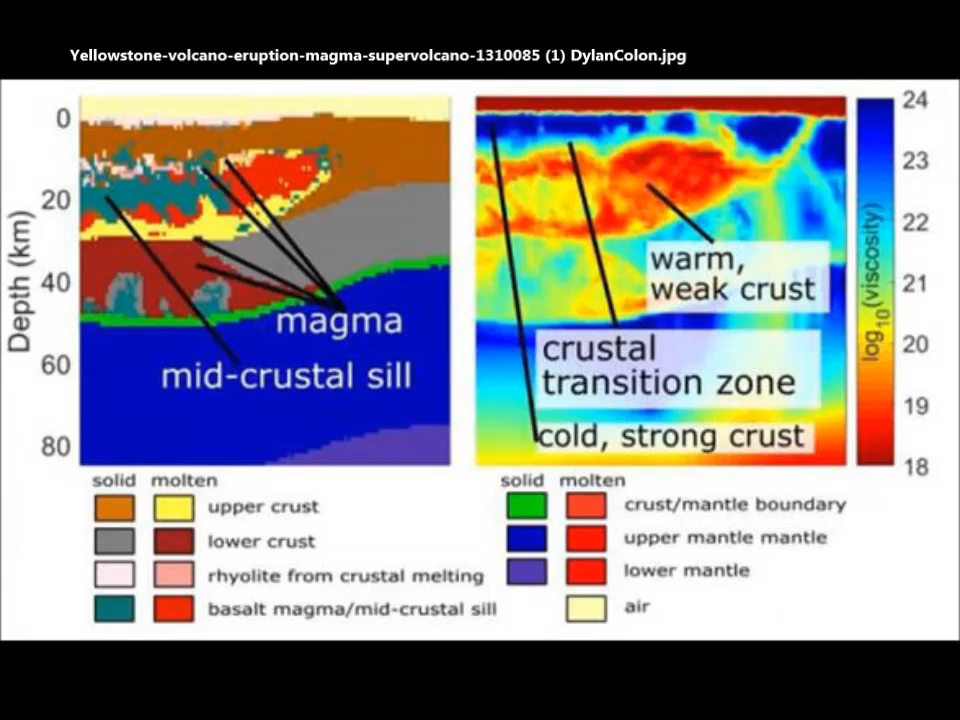 Yellowstone-volcano-eruption-magma-supervolcano-1310085 (1) DylanColon.jpg
0
20
40
60
80
Depth (km)
magma
mid-crustal sill
warm,
weak crust
crustal
transition zone
cold, strong crust
24
23
22
21
20
19
18
log10(viscosity)
solid molten
upper crust
lower crust
rhyolite from crustal melting
basalt magma/mid-crustal sill
solid molten
crust/mantle boundary
upper mantle mantle
lower mantle
air